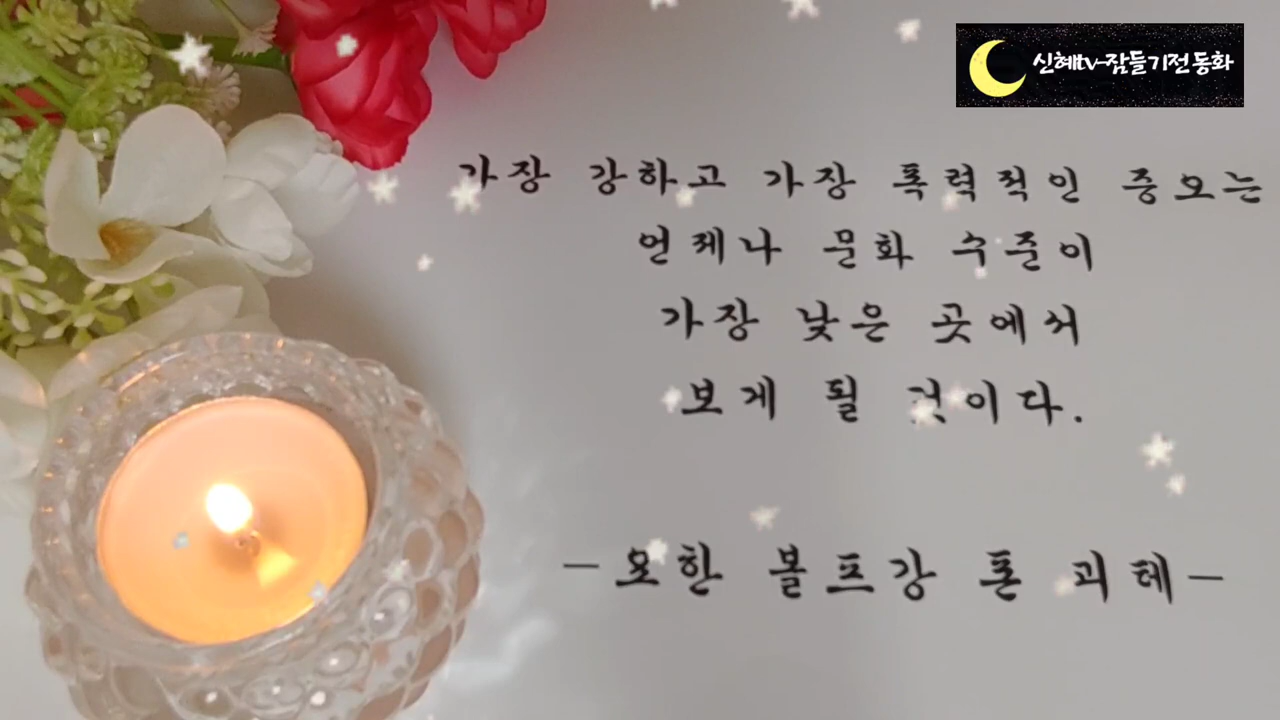 신혜tv-잠들기전동화
가장 강하고 가장 폭력적인 증오는
언제나 문화 수준이
가장 낮은 곳에서
보게 될 것이다.
-요한 볼프강 폰 괴테-